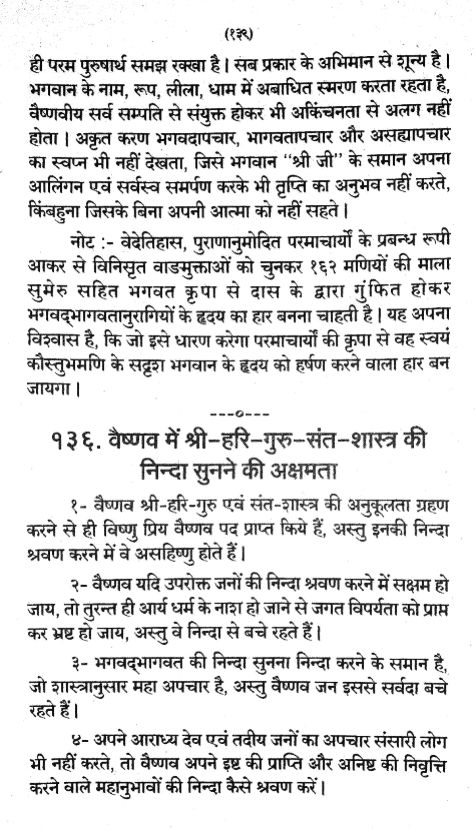 (१३९)
ही परम पुरुषार्थ समझ रक्खा है। सब प्रकार के अभिमान से शून्य है।
भगवान के नाम, रूप, लीला, धाम में अबाधित स्मरण करता रहता है,
वैष्णवीय सर्व सम्पति से संयुक्त होकर भी अकिंचनता से अलग नहीं
होता। अकृत करण भगवदापचार, भागवतापचार और असह्यापचार
का स्वप्न भी नहीं देखता, जिसे भगवान “श्री जी” के समान अपना
आलिंगन एवं सर्वस्व समर्पण करके भी तृप्ति का अनुभव नहीं करते,
किंबहुना जिसके बिना अपनी आत्मा को नहीं सहते।
नोट :- वेदेतिहास, पुराणानुमोदित परमाचार्यों के प्रबन्ध रूपी
आकर से विनिसृत वाङमुक्ताओं को चुनकर १६२ मणियों की माला
सुमेरु सहित भगवत कृपा से दास के द्वारा गुंफित होकर
भगवद्भागवतानुरागियों के हृदय का हार बनना चाहती है। यह अपना
विश्वास है, कि जो इसे धारण करेगा परमाचार्यों की कृपा से वह स्वयं
कौस्तुभमणि के सदृश भगवान के हृदय को हर्षण करने वाला हार बन
जायगा।
---०---
१३६. वैष्णव में श्री-हरि-गुरु-संत-शास्त्र की
निन्दा सुनने की अक्षमता
१- वैष्णव श्री-हरि-गुरु एवं संत-शास्त्र की अनुकूलता ग्रहण
करने से ही विष्णु प्रिय वैष्णव पद प्राप्त किये हैं, अस्तु इनकी निन्दा
श्रवण करने में वे असहिष्णु होते हैं।
२- वैष्णव यदि उपरोक्त जनों की निन्दा श्रवण करने में सक्षम हो
जाय, तो तुरन्त ही आर्य धर्म के नाश हो जाने से जगत विपर्यता को प्राप्त
कर भ्रष्ट हो जाय, अस्तु वे निन्दा से बचे रहते हैं।
३- भगवद्भागवत की निन्दा सुनना निन्दा करने के समान है,
जो शास्त्रानुसार महा अपचार है, अस्तु वैष्णव जन इससे सर्वदा बचे
रहते हैं।
४- अपने आराध्य देव एवं तदीय जनों का अपचार संसारी लोग
भी नहीं करते, तो वैष्णव अपने इष्ट की प्राप्ति और अनिष्ट की निवृत्ति
करने वाले महानुभावों की निन्दा कैसे श्रवण करें।